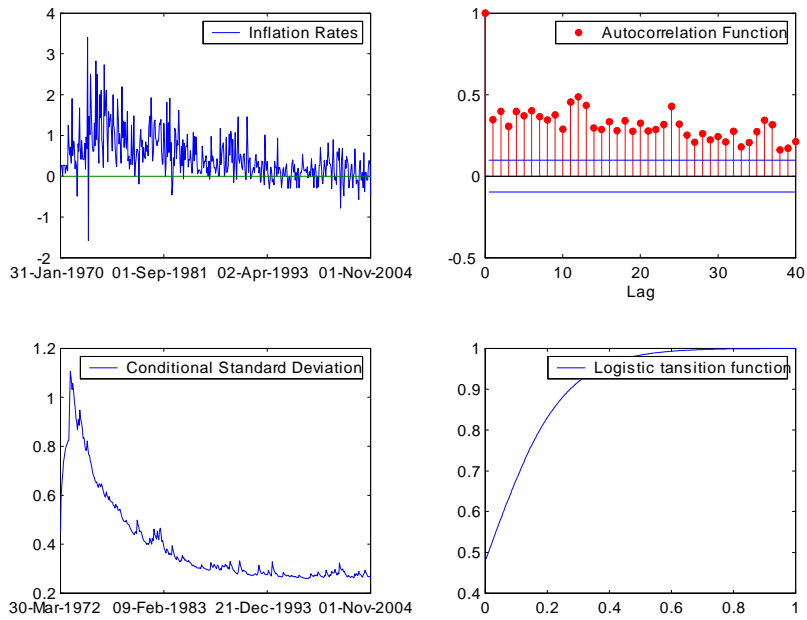 Inflation Rates
4
3
2
1
0
-1
-2
31-Jan-1970 01-Sep-1981 02-Apr-1993 01-Nov-2004
Autocorrelation Function
1
0.5
0
-0.5
0 10 20 30 40
Lag
Conditional Standard Deviation
1.2
1
0.8
0.6
0.4
0.2
30-Mar-1972 09-Feb-1983 21-Dec-1993 01-Nov-2004
Logistic tansition function
1
0.9
0.8
0.7
0.6
0.5
0.4
0 0.2 0.4 0.6 0.8 1